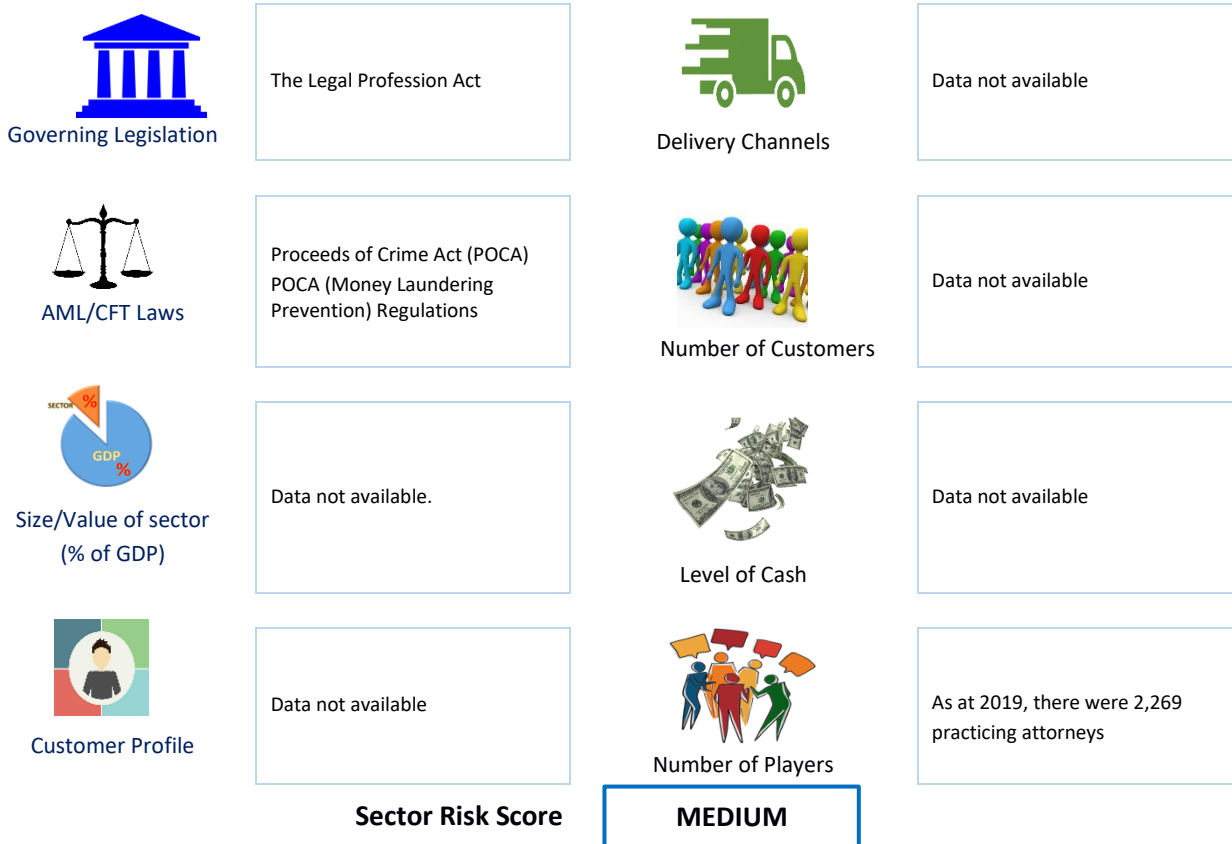 Governing Legislation
The Legal Profession Act
Delivery Channels
Data not available
AML/CFT Laws
Proceeds of Crime Act (POCA)
POCA (Money Laundering
Prevention) Regulations
Number of Customers
Data not available
SECTOR %
GDP
%
Size/Value of sector
(% of GDP)
Data not available.
Level of Cash
Data not available
Customer Profile
Data not available
Number of Players
As at 2019, there were 2,269
practicing attorneys
Sector Risk Score
MEDIUM